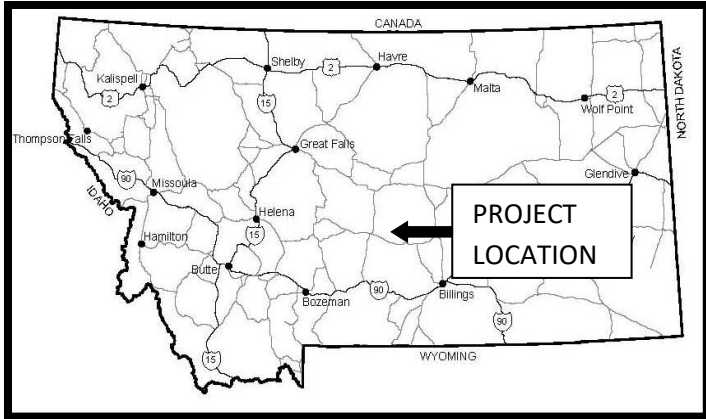 CANADA
Shelby
2
Havre
Kalispell
2
15
Malta
2
Wolf Point
NORTH DAKOTA
Thompson Falls
Great Falls
90
Missoula
Glendive
IDAHO
Helena
PROJECT
LOCATION
Hamilton
15
Butte
Bozeman
90
Billings
90
15
WYOMING